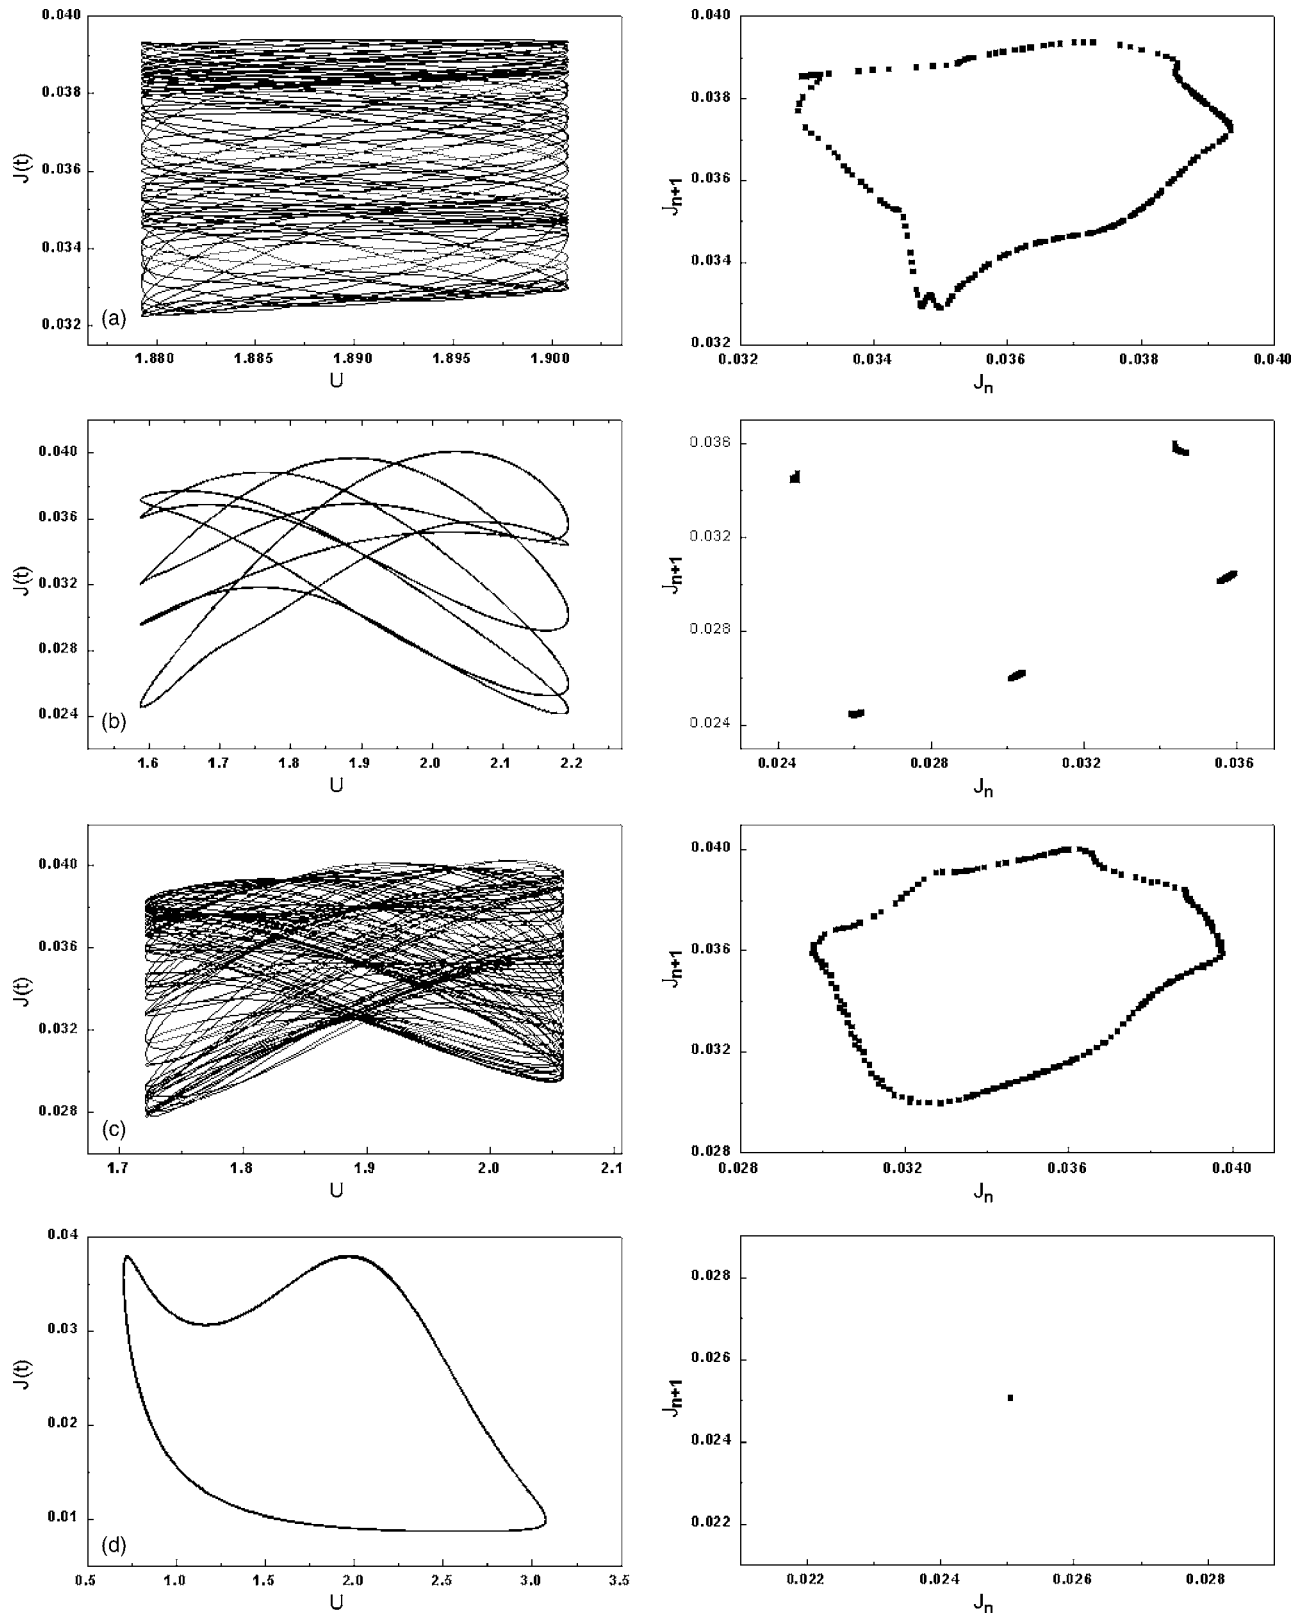 0.040
0.038
0.036
0.034
0.032
J(t)
(a)
1.880 1.885 1.890 1.895 1.900
U
0.040
0.038
0.036
0.034
0.032
Jn+1
0.032 0.034 0.036 0.038 0.040
Jn
0.040
0.036
0.032
0.028
0.024
J(t)
(b)
1.6 1.7 1.8 1.9 2.0 2.1 2.2
U
0.036
0.032
0.028
0.024
Jn+1
0.024 0.028 0.032 0.036
Jn
0.040
0.036
0.032
0.028
J(t)
(c)
1.7 1.8 1.9 2.0 2.1
U
0.040
0.036
0.032
0.028
Jn+1
0.028 0.032 0.036 0.040
Jn
0.04
0.03
0.02
0.01
J(t)
(d)
0.5 1.0 1.5 2.0 2.5 3.0 3.5
U
0.028
0.026
0.024
0.022
Jn+1
0.022 0.024 0.026 0.028
Jn